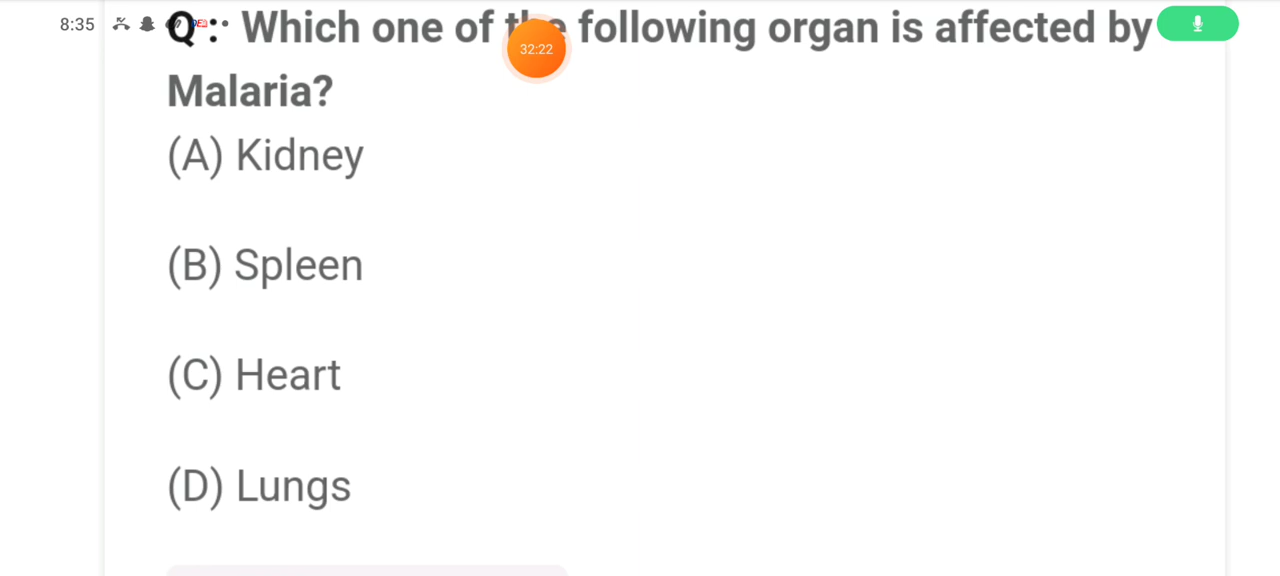 8:35
Q : Which one of the following organ is affected by
32:22
Malaria?
(A) Kidney
(B) Spleen
(C) Heart
(D) Lungs